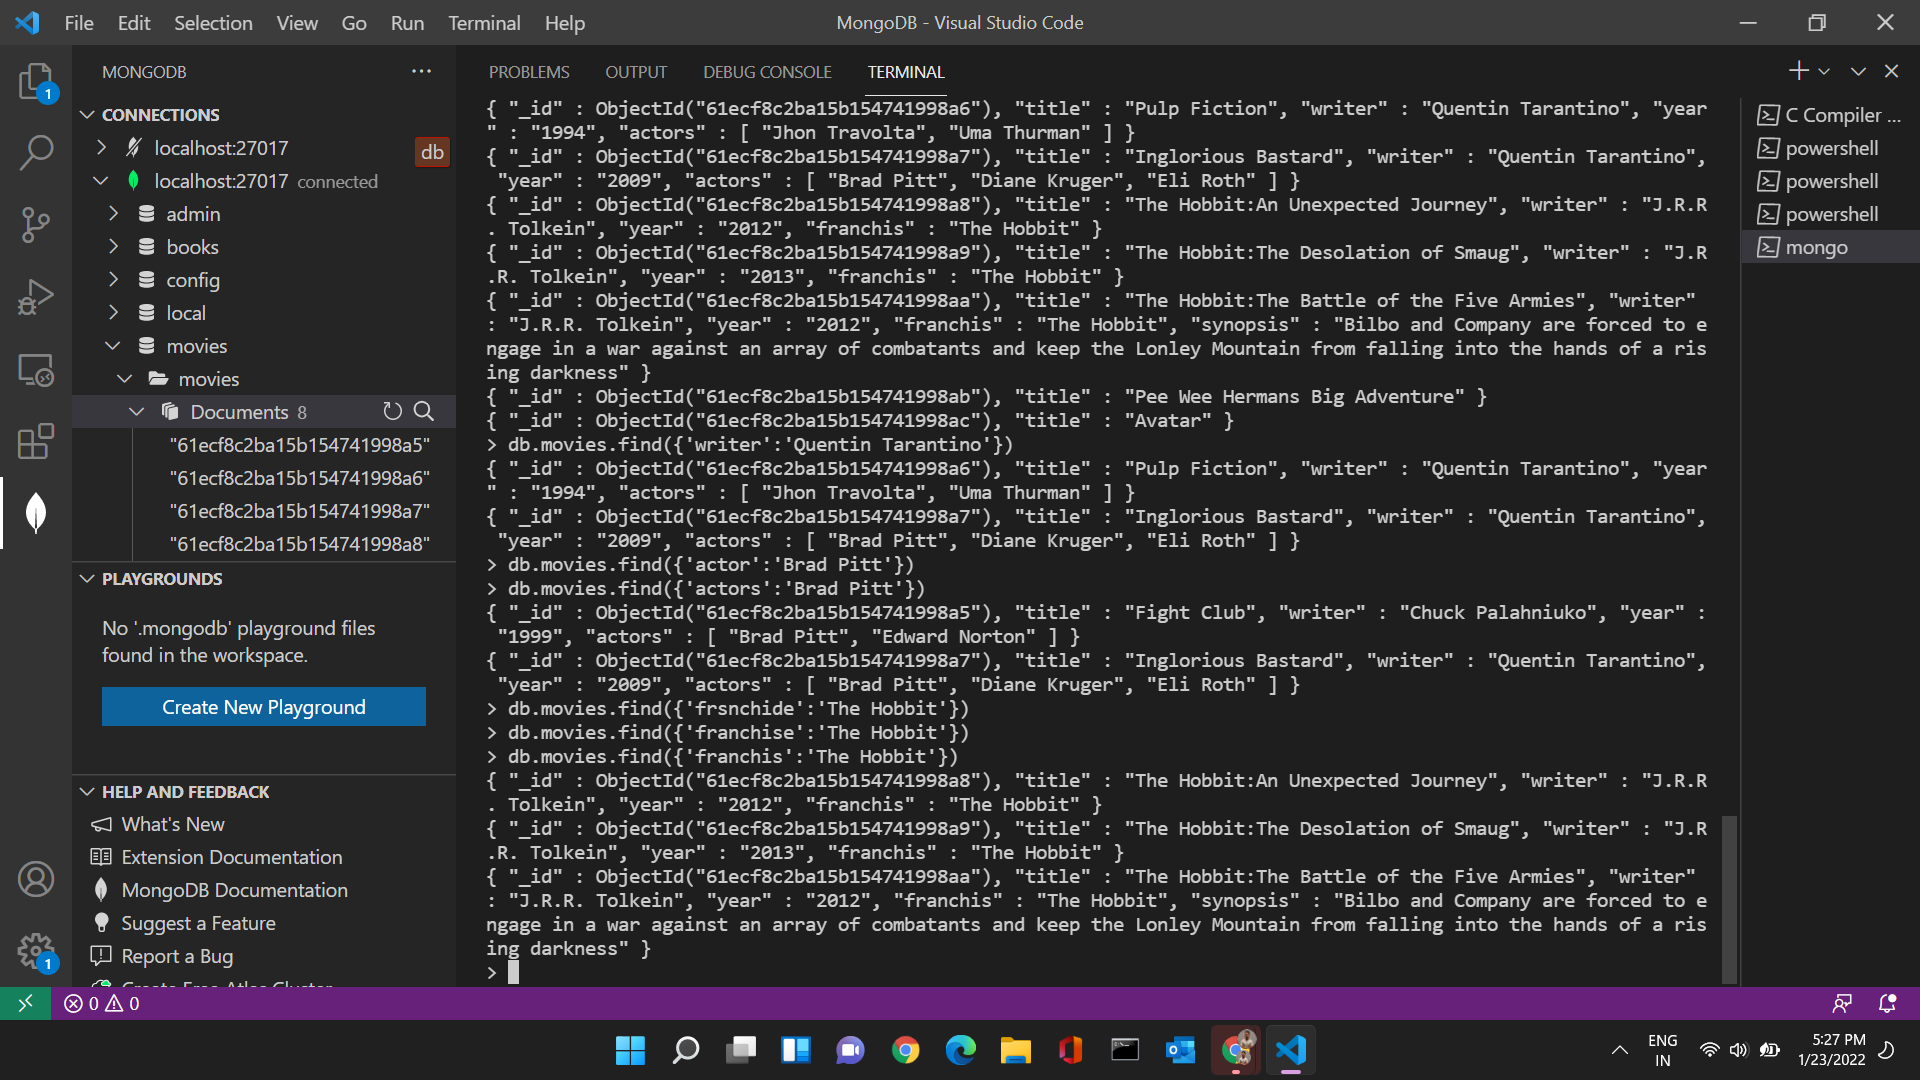 File Edit Selection View Go Run Terminal Help
MongoDB - Visual Studio Code
MONGODB
CONNECTIONS
localhost:27017
db
localhost:27017 connected
admin
books
config
local
movies
movies
Documents 8
"61ecf8c2ba15b154741998a5"
"61ecf8c2ba15b154741998a6"
"61ecf8c2ba15b154741998a7"
"61ecf8c2ba15b154741998a8"
PLAYGROUNDS
No '.mongodb' playground files
found in the workspace.
Create New Playground
HELP AND FEEDBACK
What's New
Extension Documentation
MongoDB Documentation
Suggest a Feature
Report a Bug
Create Free Atlas Cluster
PROBLEMS OUTPUT DEBUG CONSOLE TERMINAL
{ "_id" : ObjectId("61ecf8c2ba15b154741998a6"), "title" : "Pulp Fiction", "writer" : "Quentin Tarantino", "year
" : "1994", "actors" : [ "Jhon Travolta", "Uma Thurman" ] }
{ "_id" : ObjectId("61ecf8c2ba15b154741998a7"), "title" : "Inglorious Bastard", "writer" : "Quentin Tarantino",
"year" : "2009", "actors" : [ "Brad Pitt", "Diane Kruger", "Eli Roth" ] }
{ "_id" : ObjectId("61ecf8c2ba15b154741998a8"), "title" : "The Hobbit:An Unexpected Journey", "writer" : "J.R.R
. Tolkein", "year" : "2012", "franchis" : "The Hobbit" }
{ "_id" : ObjectId("61ecf8c2ba15b154741998a9"), "title" : "The Hobbit:The Desolation of Smaug", "writer" : "J.R
.R. Tolkein", "year" : "2013", "franchis" : "The Hobbit" }
{ "_id" : ObjectId("61ecf8c2ba15b154741998aa"), "title" : "The Hobbit:The Battle of the Five Armies", "writer"
: "J.R.R. Tolkein", "year" : "2012", "franchis" : "The Hobbit", "synopsis" : "Bilbo and Company are forced to e
ngage in a war against an array of combatants and keep the Lonley Mountain from falling into the hands of a ris
ing darkness" }
{ "_id" : ObjectId("61ecf8c2ba15b154741998ab"), "title" : "Pee Wee Hermans Big Adventure" }
{ "_id" : ObjectId("61ecf8c2ba15b154741998ac"), "title" : "Avatar" }
> db.movies.find({'writer':'Quentin Tarantino'})
{ "_id" : ObjectId("61ecf8c2ba15b154741998a6"), "title" : "Pulp Fiction", "writer" : "Quentin Tarantino", "year
" : "1994", "actors" : [ "Jhon Travolta", "Uma Thurman" ] }
{ "_id" : ObjectId("61ecf8c2ba15b154741998a7"), "title" : "Inglorious Bastard", "writer" : "Quentin Tarantino",
"year" : "2009", "actors" : [ "Brad Pitt", "Diane Kruger", "Eli Roth" ] }
> db.movies.find({'actor':'Brad Pitt'})
> db.movies.find({'actors':'Brad Pitt'})
{ "_id" : ObjectId("61ecf8c2ba15b154741998a5"), "title" : "Fight Club", "writer" : "Chuck Palahniuko", "year" :
"1999", "actors" : [ "Brad Pitt", "Edward Norton" ] }
{ "_id" : ObjectId("61ecf8c2ba15b154741998a7"), "title" : "Inglorious Bastard", "writer" : "Quentin Tarantino",
"year" : "2009", "actors" : [ "Brad Pitt", "Diane Kruger", "Eli Roth" ] }
> db.movies.find({'frsnchide':'The Hobbit'})
> db.movies.find({'franchise':'The Hobbit'})
> db.movies.find({'franchis':'The Hobbit'})
{ "_id" : ObjectId("61ecf8c2ba15b154741998a8"), "title" : "The Hobbit:An Unexpected Journey", "writer" : "J.R.R
. Tolkein", "year" : "2012", "franchis" : "The Hobbit" }
{ "_id" : ObjectId("61ecf8c2ba15b154741998a9"), "title" : "The Hobbit:The Desolation of Smaug", "writer" : "J.R
.R. Tolkein", "year" : "2013", "franchis" : "The Hobbit" }
{ "_id" : ObjectId("61ecf8c2ba15b154741998aa"), "title" : "The Hobbit:The Battle of the Five Armies", "writer"
: "J.R.R. Tolkein", "year" : "2012", "franchis" : "The Hobbit", "synopsis" : "Bilbo and Company are forced to e
ngage in a war against an array of combatants and keep the Lonley Mountain from falling into the hands of a ris
ing darkness" }
>
C Compiler ...
powershell
powershell
powershell
mongo
1
1
0 0
ENG
IN
5:27 PM
1/23/2022